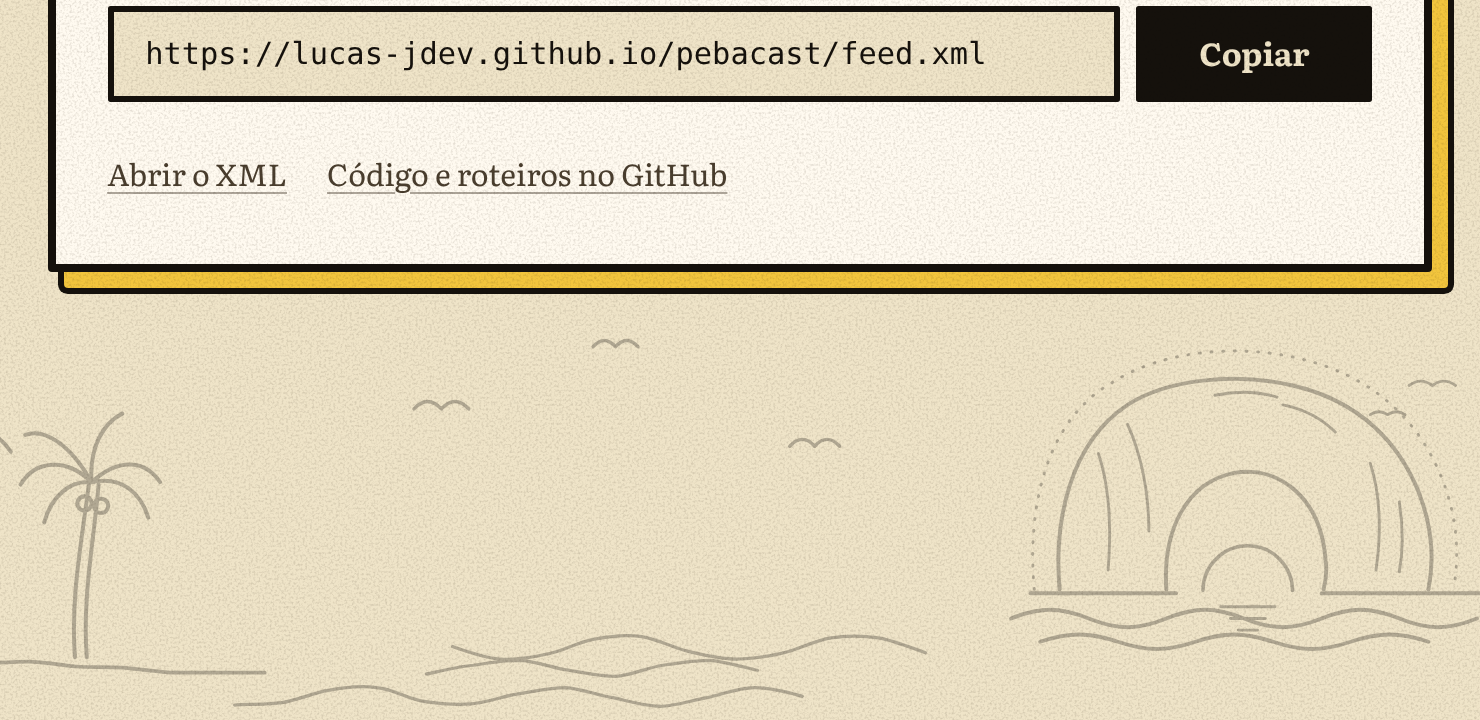 https://lucas-jdev.github.io/pebacast/feed.xml
Copiar
Abrir o XML
Código e roteiros no GitHub